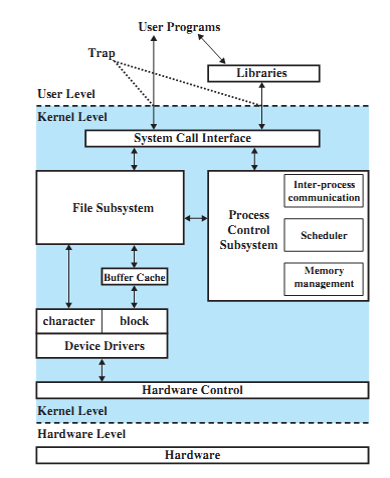 User Programs
Trap
Libraries
User Level
Kernel Level
System Call Interface
File Subsystem
Process
Control
Subsystem
Inter-process
communication
Scheduler
Memory
management
Buffer Cache
character
block
Device Drivers
Hardware Control
Kernel Level
Hardware Level
Hardware